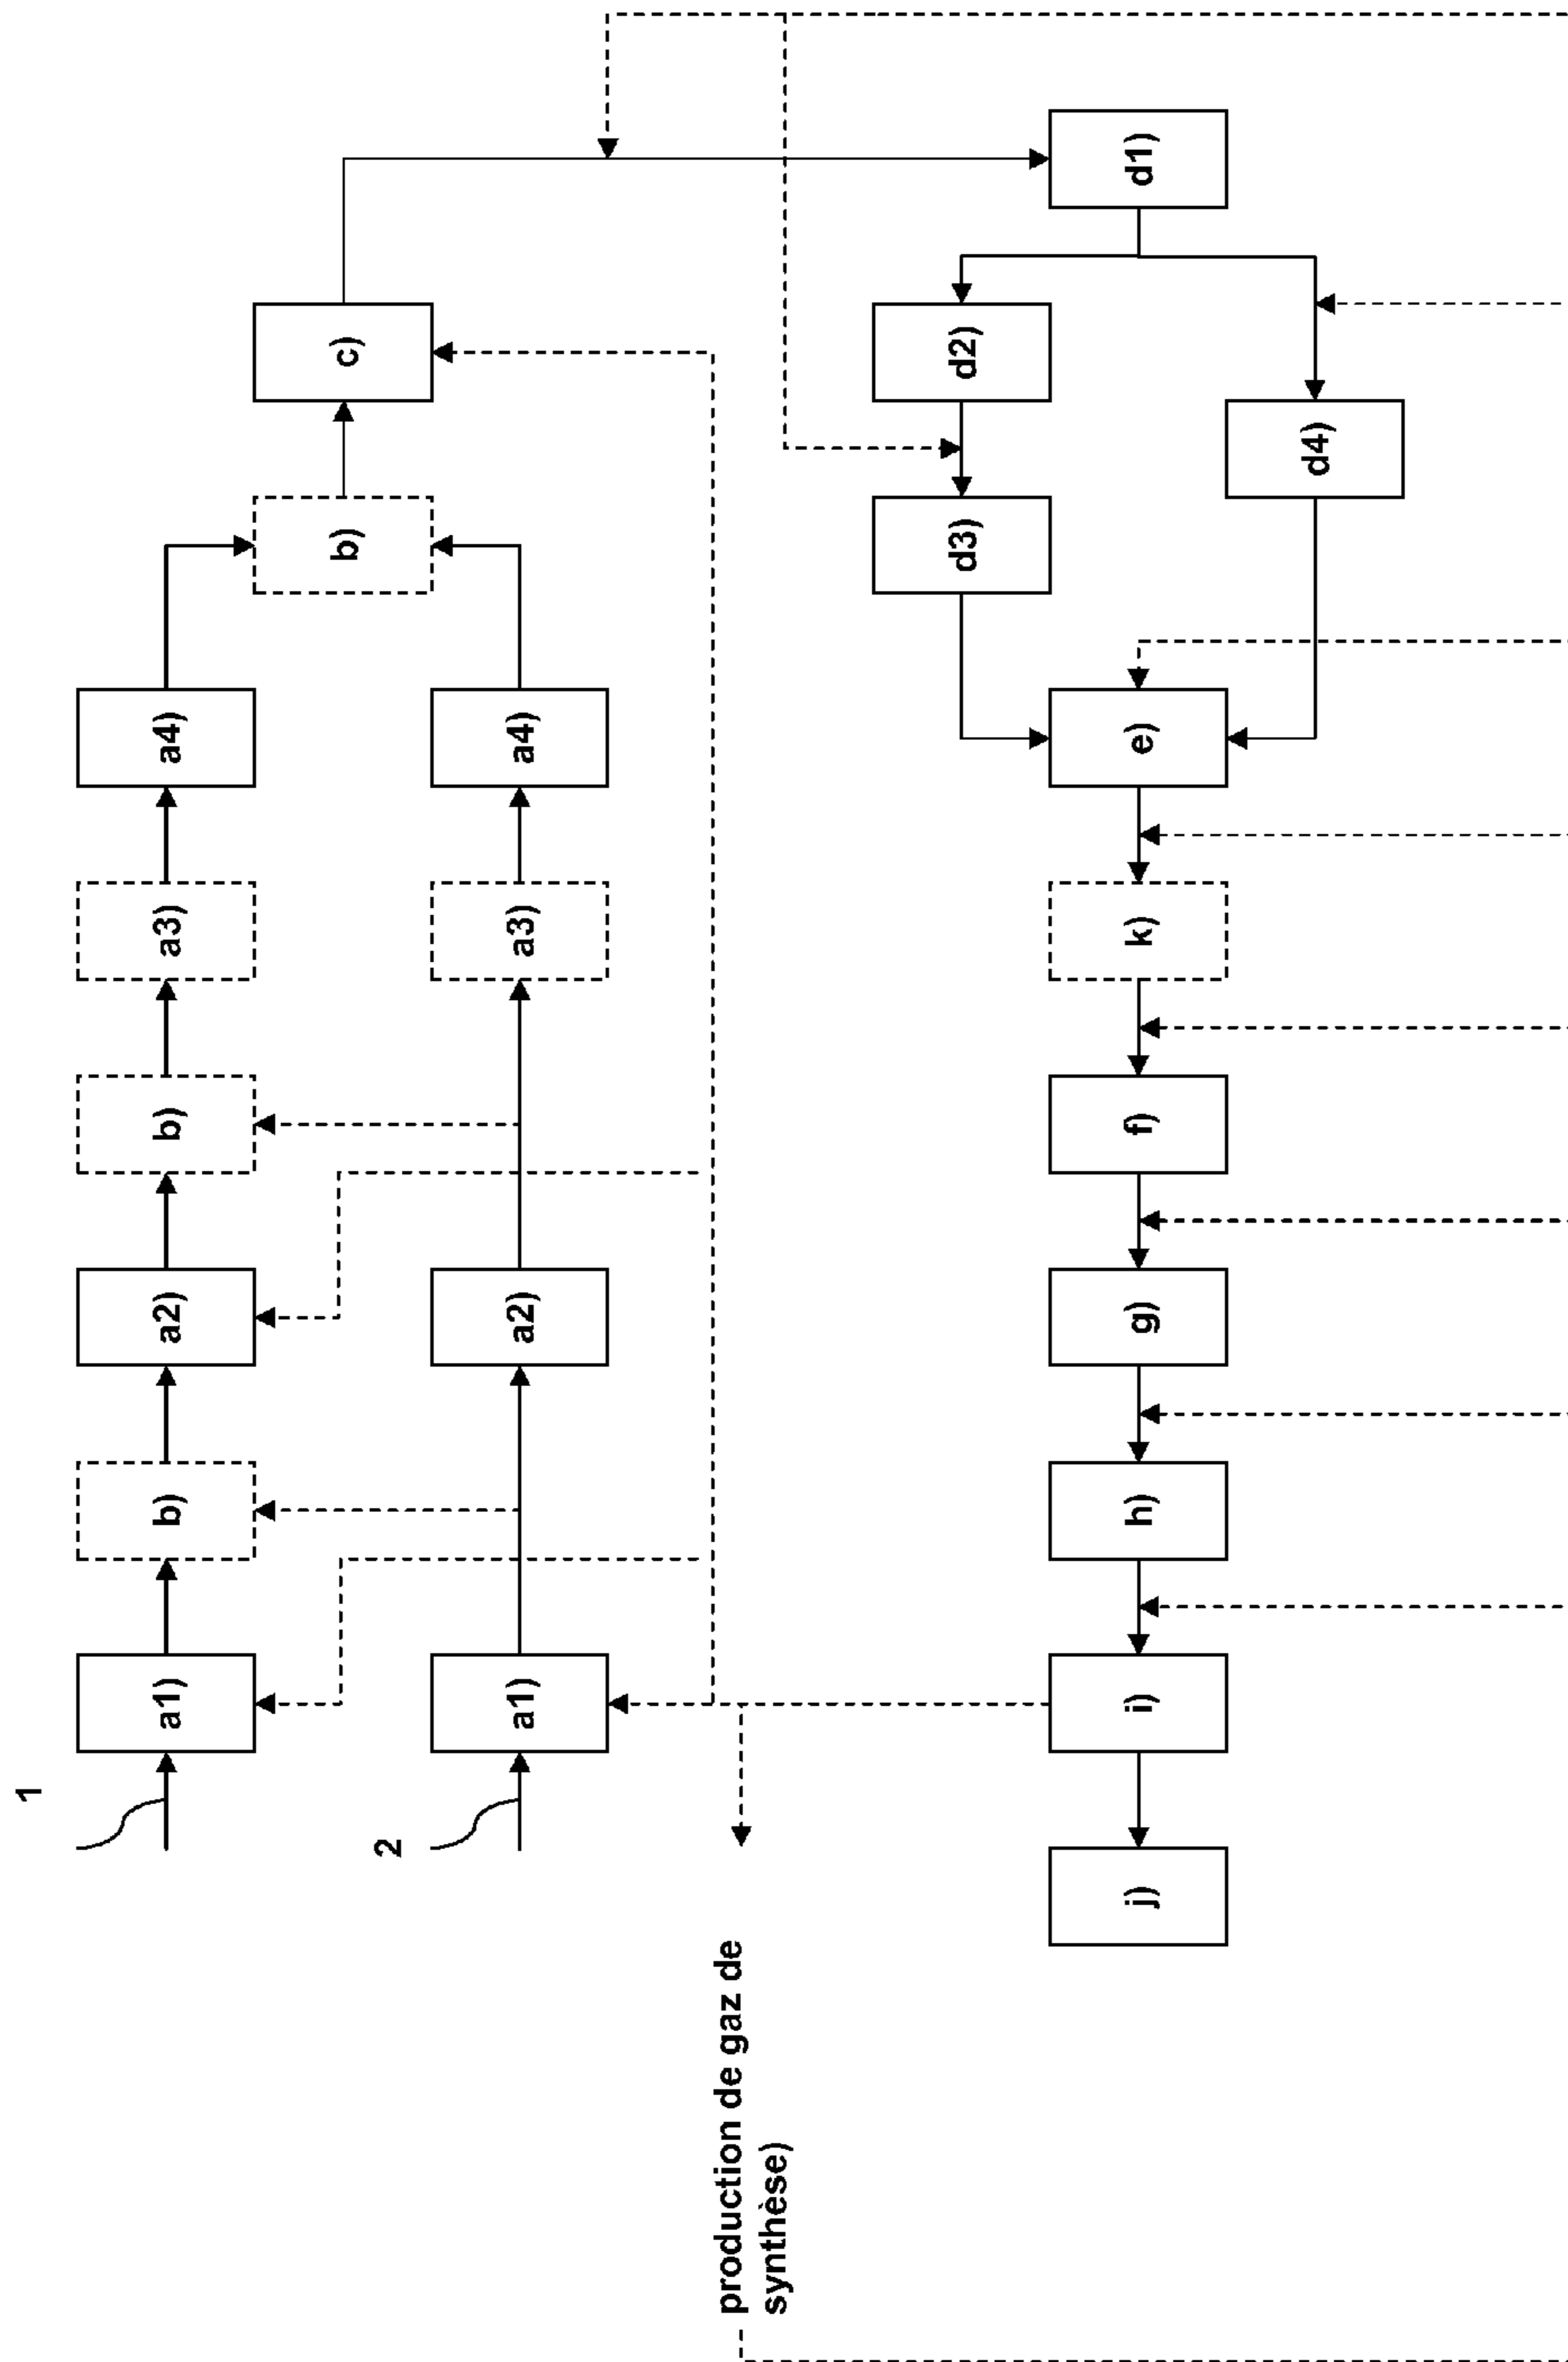 1
a1)
b)
a2)
b)
a3)
a4)
2
a1)
a2)
a3)
a4)
b)
c)
production de gaz de
synthèse)
d1)
d2)
d3)
d4)
e)
k)
f)
g)
h)
i)
j)